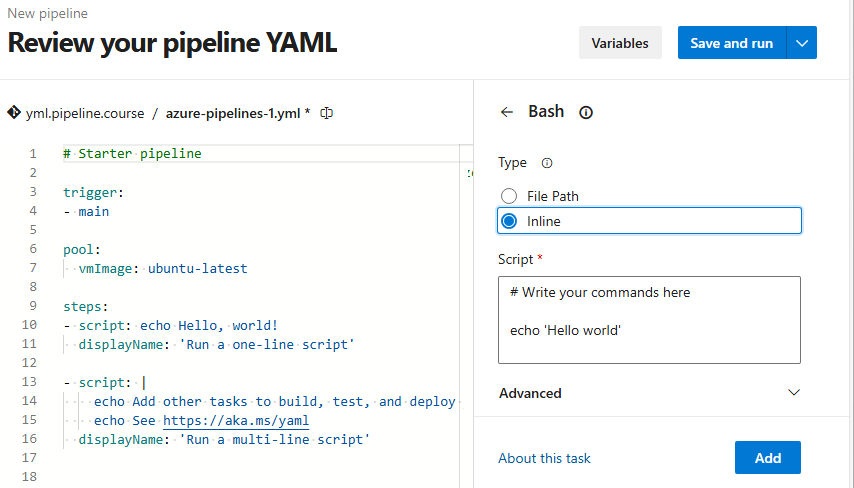 New pipeline
Review your pipeline YAML
Variables
Save and run
yml.pipeline.course / azure-pipelines-1.yml *
1 # Starter pipeline
2
3 trigger:
4 - main
5
6 pool:
7 vmImage: ubuntu-latest
8
9 steps:
10 - script: echo Hello, world!
11 displayName: 'Run a one-line script'
12
13 - script: |
14 echo Add other tasks to build, test, and deploy
15 echo See https://aka.ms/yaml
16 displayName: 'Run a multi-line script'
17
18
← Bash
Type
File Path
Inline
Script *
# Write your commands here
echo 'Hello world'
Advanced
About this task
Add